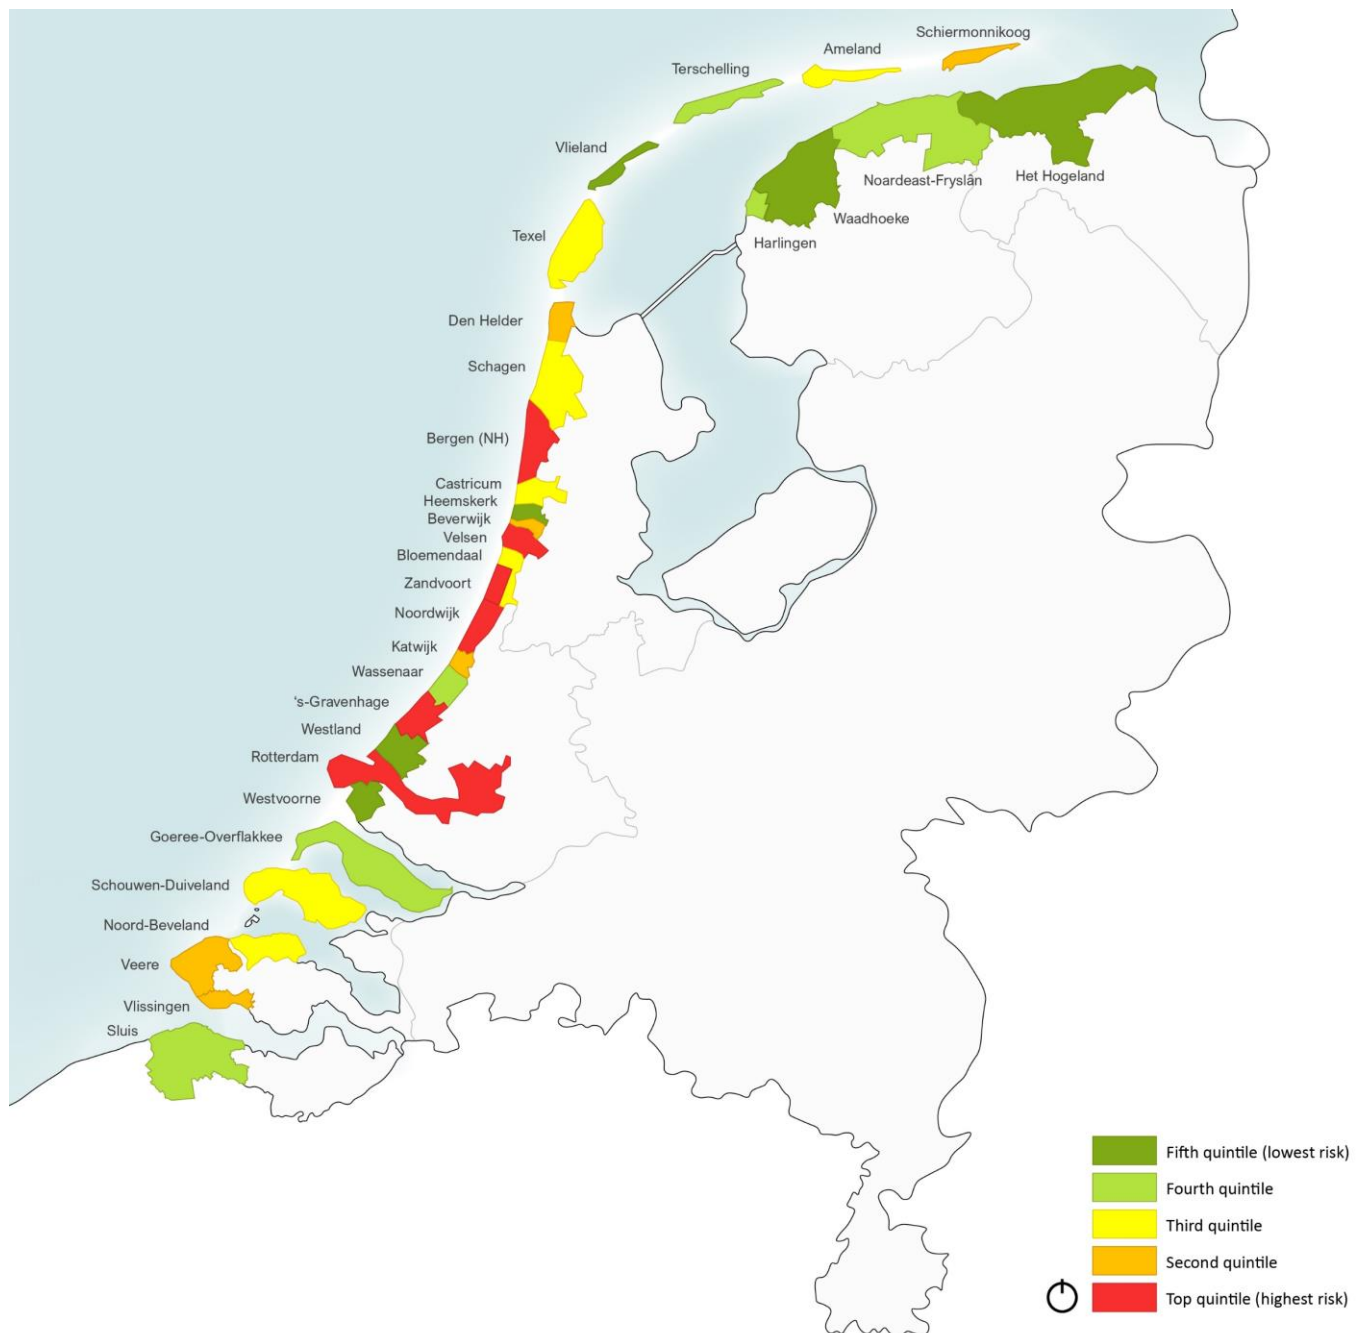 Schiermonnikoog
Ameland
Terschelling
Vlieland
Noardeast-Fryslân
Het Hogeland
Waadhoeke
Harlingen
Texel
Den Helder
Schagen
Bergen (NH)
Castricum
Heemskerk
Beverwijk
Velsen
Bloemendaal
Zandvoort
Noordwijk
Katwijk
Wassenaar
's-Gravenhage
Westland
Rotterdam
Westvoorne
Goeree-Overflakkee
Schouwen-Duiveland
Noord-Beveland
Veere
Vlissingen
Sluis
Fifth quintile (lowest risk)
Fourth quintile
Third quintile
Second quintile
Top quintile (highest risk)